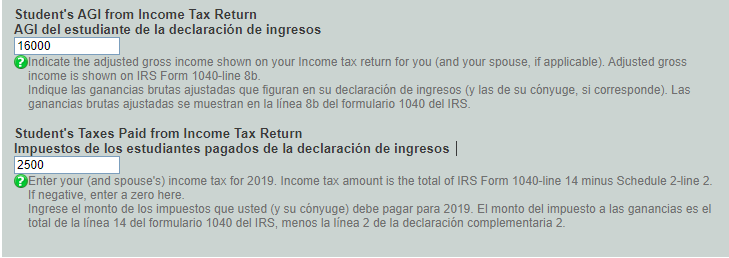 Student's AGI from Income Tax Return
AGI del estudiante de la declaración de ingresos
16000
Indicate the adjusted gross income shown on your Income tax return for you (and your spouse, if applicable). Adjusted gross
income is shown on IRS Form 1040-line 8b.
Indique las ganancias brutas ajustadas que figuran en su declaración de ingresos (y las de su cónyuge, si corresponde). Las
ganancias brutas ajustadas se muestran en la línea 8b del formulario 1040 del IRS.
Student's Taxes Paid from Income Tax Return
Impuestos de los estudiantes pagados de la declaración de ingresos
2500
Enter your (and spouse's) income tax for 2019. Income tax amount is the total of IRS Form 1040-line 14 minus Schedule 2-line 2.
If negative, enter a zero here.
Ingrese el monto de los impuestos que usted (y su cónyuge) debe pagar para 2019. El monto del impuesto a las ganancias es el
total de la línea 14 del formulario 1040 del IRS, menos la línea 2 de la declaración complementaria 2.